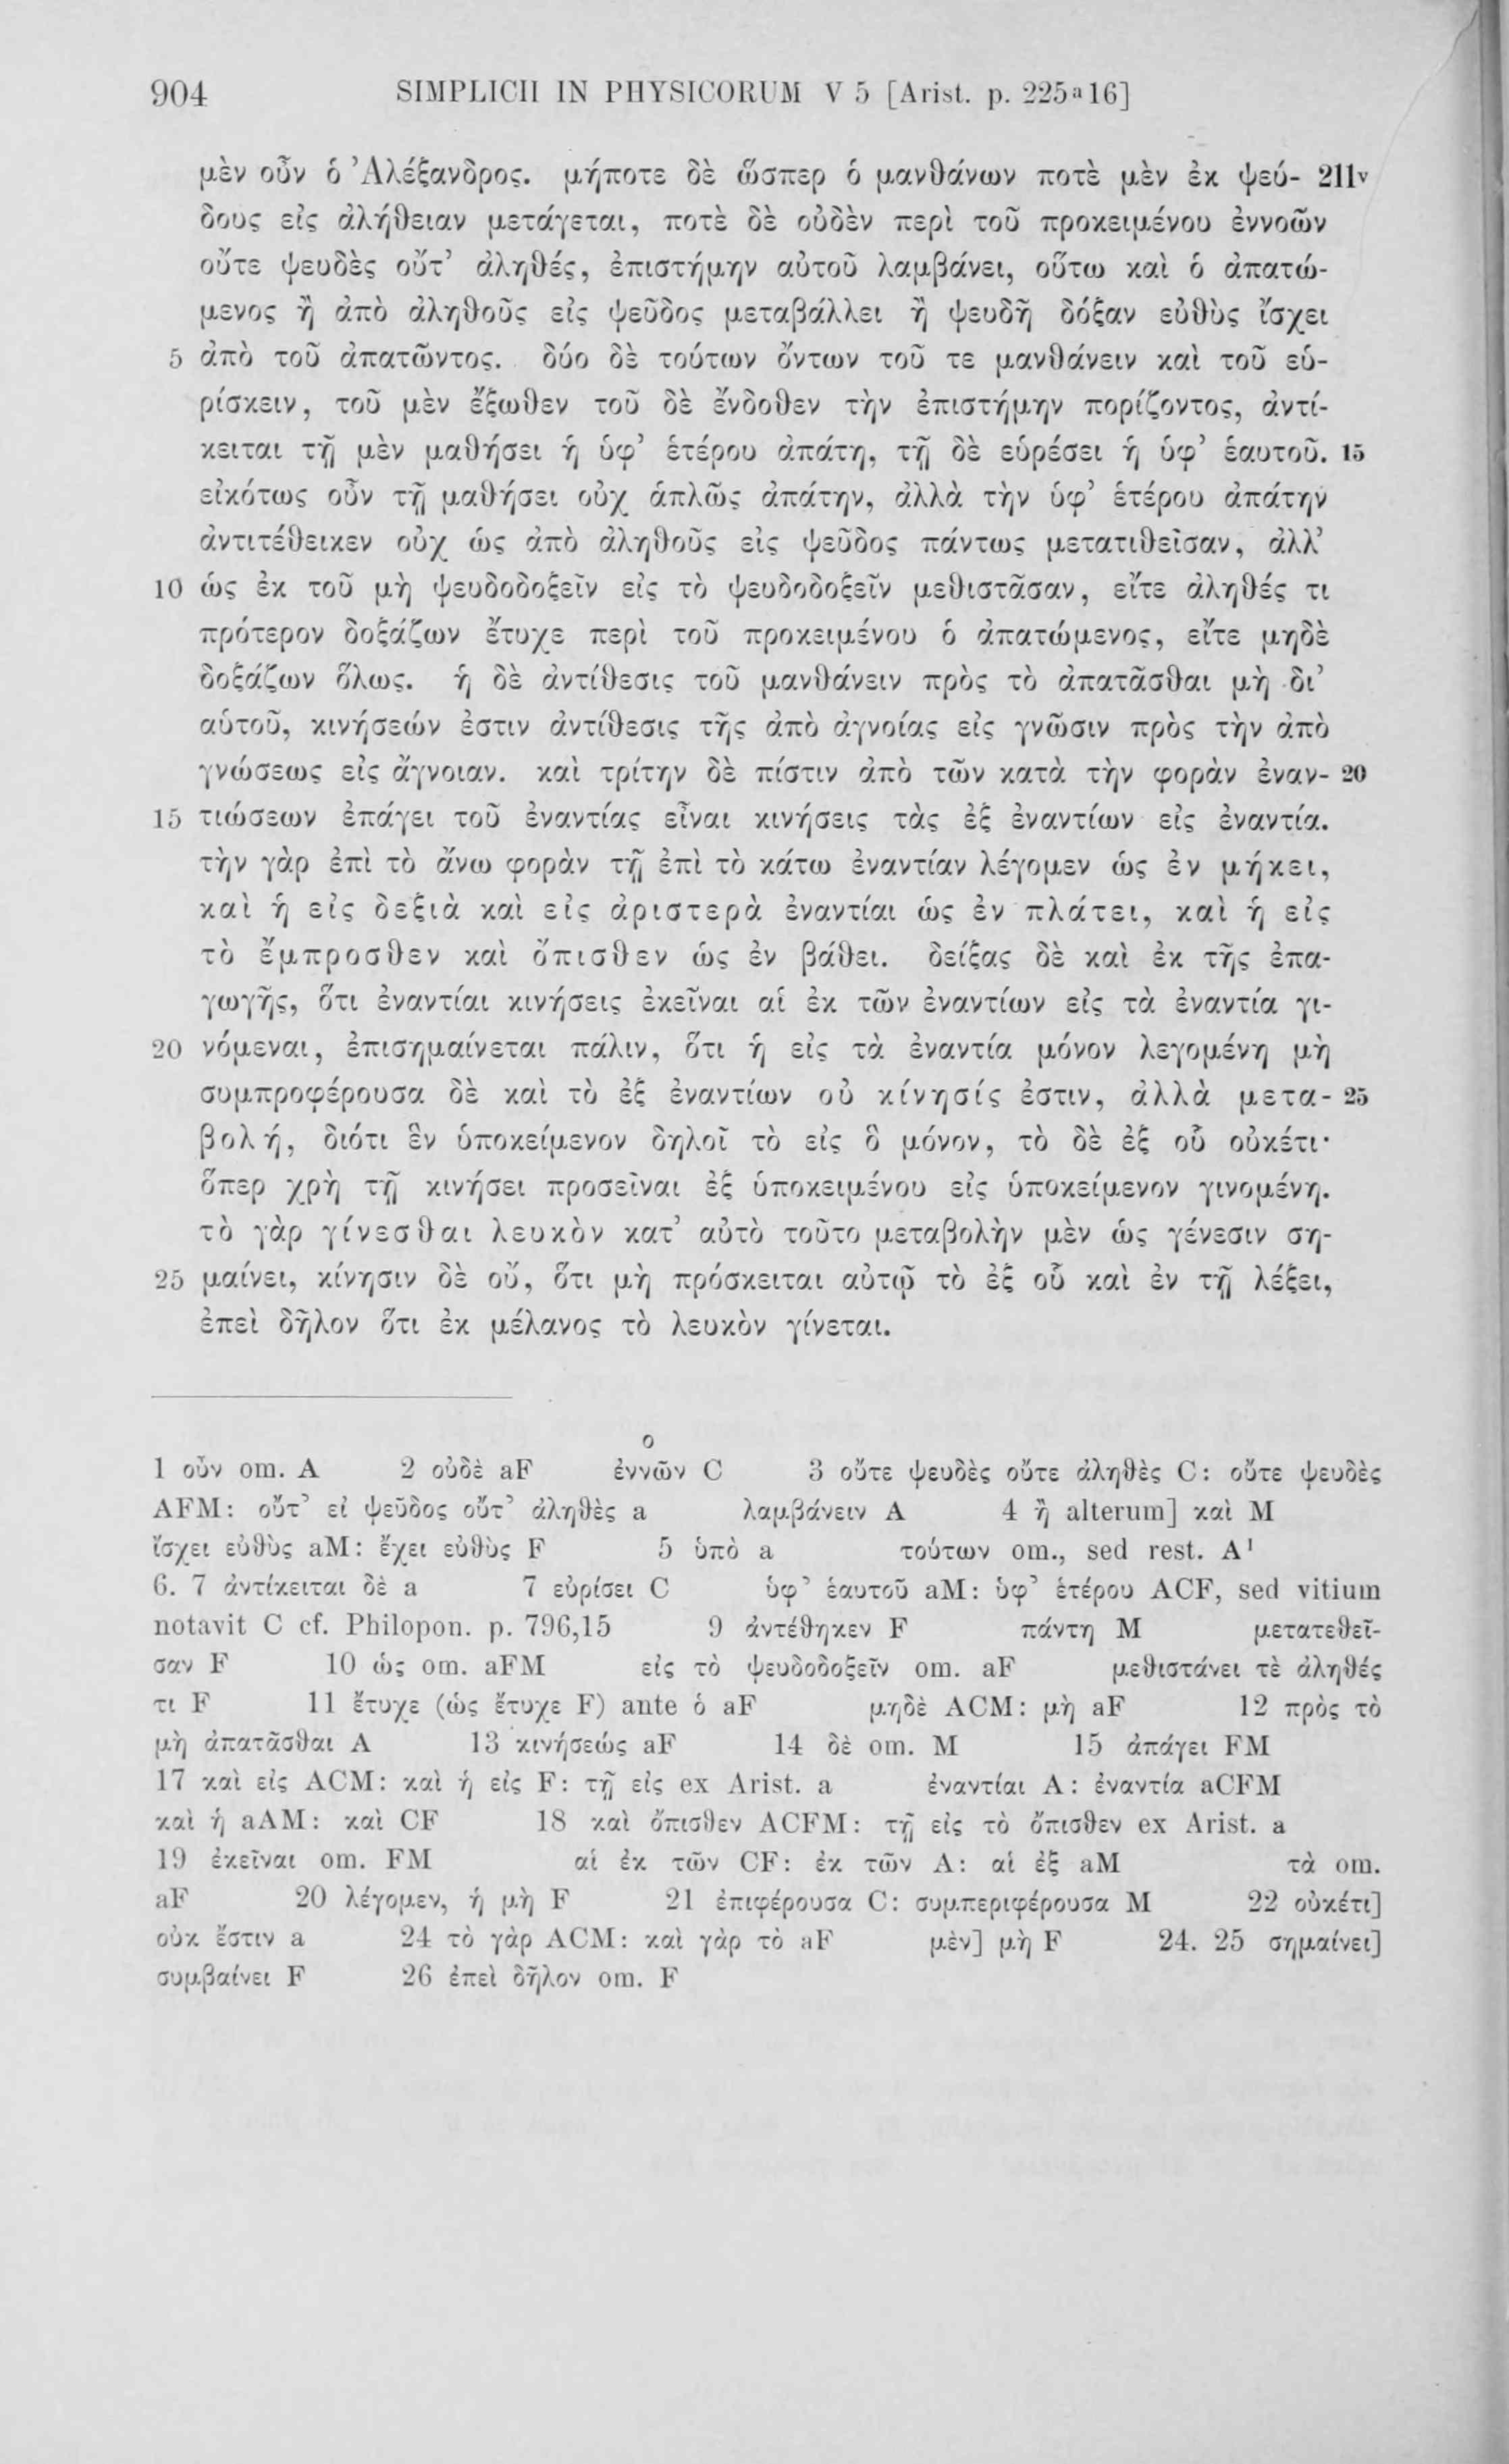 904 SIMPLICII IN PHYSICORUM V 5 [Arist. p. 225ᵃ16]
μὲν οὖν ὁ Ἀλέξανδρος. μήποτε δὲ ὥσπερ ὁ μανθάνων ποτὲ μὲν ἐκ ψεύ- 211v
δους εἰς ἀλήθειαν μετάγεται, ποτὲ δὲ οὐδὲν περὶ τοῦ προκειμένου ἐννοῶν
οὔτε ψευδὲς οὔτ’ ἀληθές, ἐπιστήμην αὐτοῦ λαμβάνει, οὕτω καὶ ὁ ἀπατώ-
μενος ἢ ἀπὸ ἀληθοῦς εἰς ψεῦδος μεταβάλλει ἢ ψευδῆ δόξαν εὐθὺς ἴσχει
5 ἀπὸ τοῦ ἀπατῶντος. δύο δὲ τούτων ὄντων τοῦ τε μανθάνειν καὶ τοῦ εὑ-
ρίσκειν, τοῦ μὲν ἔξωθεν τοῦ δὲ ἔνδοθεν τὴν ἐπιστήμην πορίζοντος, ἀντί-
κειται τῇ μὲν μαθήσει ἡ ὑφ’ ἑτέρου ἀπάτη, τῇ δὲ εὑρέσει ἡ ὑφ’ ἑαυτοῦ. 15
εἰκότως οὖν τῇ μαθήσει οὐχ ἁπλῶς ἀπάτην, ἀλλὰ τὴν ὑφ’ ἑτέρου ἀπάτην
ἀντιτέθεικεν οὐχ ὡς ἀπὸ ἀληθοῦς εἰς ψεῦδος πάντως μετατιθεῖσαν, ἀλλ’
10 ὡς ἐκ τοῦ μὴ ψευδοδοξεῖν εἰς τὸ ψευδοδοξεῖν μεθιστᾶσαν, εἴτε ἀληθές τι
πρότερον δοξάζων ἔτυχε περὶ τοῦ προκειμένου ὁ ἀπατώμενος, εἴτε μηδὲ
δοξάζων ὅλως. ἡ δὲ ἀντίθεσις τοῦ μανθάνειν πρὸς τὸ ἀπατᾶσθαι μὴ δι’
αὑτοῦ, κινήσεών ἐστιν ἀντίθεσις τῆς ἀπὸ ἀγνοίας εἰς γνῶσιν πρὸς τὴν ἀπὸ
γνώσεως εἰς ἄγνοιαν. καὶ τρίτην δὲ πίστιν ἀπὸ τῶν κατὰ τὴν φορὰν ἐναν- 20
15 τιώσεων ἐπάγει τοῦ ἐναντίας εἶναι κινήσεις τὰς ἐξ ἐναντίων εἰς ἐναντία.
τὴν γὰρ ἐπὶ τὸ ἄνω φορὰν τῇ ἐπὶ τὸ κάτω ἐναντίαν λέγομεν ὡς ἐν μήκει,
καὶ ἡ εἰς δεξιὰ καὶ εἰς ἀριστερὰ ἐναντίαι ὡς ἐν πλάτει, καὶ ἡ εἰς
τὸ ἔμπροσθεν καὶ ὄπισθεν ὡς ἐν βάθει. δείξας δὲ καὶ ἐκ τῆς ἐπα-
γωγῆς, ὅτι ἐναντίαι κινήσεις ἐκεῖναι αἱ ἐκ τῶν ἐναντίων εἰς τὰ ἐναντία γι-
20 νόμεναι, ἐπισημαίνεται πάλιν, ὅτι ἡ εἰς τὰ ἐναντία μόνον λεγομένη μὴ
συμπροφέρουσα δὲ καὶ τὸ ἐξ ἐναντίων οὐ κίνησίς ἐστιν, ἀλλὰ μετα- 25
βολή, διότι ἓν ὑποκείμενον δηλοῖ τὸ εἰς ὃ μόνον, τὸ δὲ ἐξ οὗ οὐκέτι·
ὅπερ χρὴ τῇ κινήσει προσεῖναι ἐξ ὑποκειμένου εἰς ὑποκείμενον γινομένῃ.
τὸ γὰρ γίνεσθαι λευκὸν κατ’ αὐτὸ τοῦτο μεταβολὴν μὲν ὡς γένεσιν ση-
25 μαίνει, κίνησιν δὲ οὔ, ὅτι μὴ πρόσκειται αὐτῷ τὸ ἐξ οὗ καὶ ἐν τῇ λέξει,
ἐπεὶ δῆλον ὅτι ἐκ μέλανος τὸ λευκὸν γίνεται.
ο
1 οὖν om. A 2 οὐδὲ aF ἐννῶν C 3 οὔτε ψευδὲς οὔτε ἀληθὲς C: οὔτε ψευδὲς
AFM: οὔτ’ εἰ ψεῦδος οὔτ’ ἀληθὲς a λαμβάνειν A 4 ἢ alterum] καὶ M
ἴσχει εὐθὺς aM: ἔχει εὐθὺς F 5 ὑπὸ a τούτων om., sed rest. A¹
6. 7 ἀντίκειται δὲ a 7 εὑρίσει C ὑφ’ ἑαυτοῦ aM: ὑφ’ ἑτέρου ACF, sed vitium
notavit C cf. Philopon. p. 796,15 9 ἀντέθηκεν F πάντη M μετατεθεῖ-
σαν F 10 ὡς om. aFM εἰς τὸ ψευδοδοξεῖν om. aF μεθιστάνει τὲ ἀληθές
τι F 11 ἔτυχε (ὡς ἔτυχε F) ante ὁ aF μηδὲ ACM: μὴ aF 12 πρὸς τὸ
μὴ ἀπατᾶσθαι A 13 κινήσεώς aF 14 δὲ om. M 15 ἀπάγει FM
17 καὶ εἰς ACM: καὶ ἡ εἰς F: τῇ εἰς ex Arist. a ἐναντίαι A: ἐναντία aCFM
καὶ ἡ aAM: καὶ CF 18 καὶ ὄπισθεν ACFM: τῇ εἰς τὸ ὄπισθεν ex Arist. a
19 ἐκεῖναι om. FM αἱ ἐκ τῶν CF: ἐκ τῶν A: αἱ ἐξ aM τὰ om.
aF 20 λέγομεν, ἡ μὴ F 21 ἐπιφέρουσα C: συμπεριφέρουσα M 22 οὐκέτι]
οὐκ ἔστιν a 24 τὸ γὰρ ACM: καὶ γὰρ τὸ aF μὲν] μὴ F 24. 25 σημαίνει]
συμβαίνει F 26 ἐπεὶ δῆλον om. F